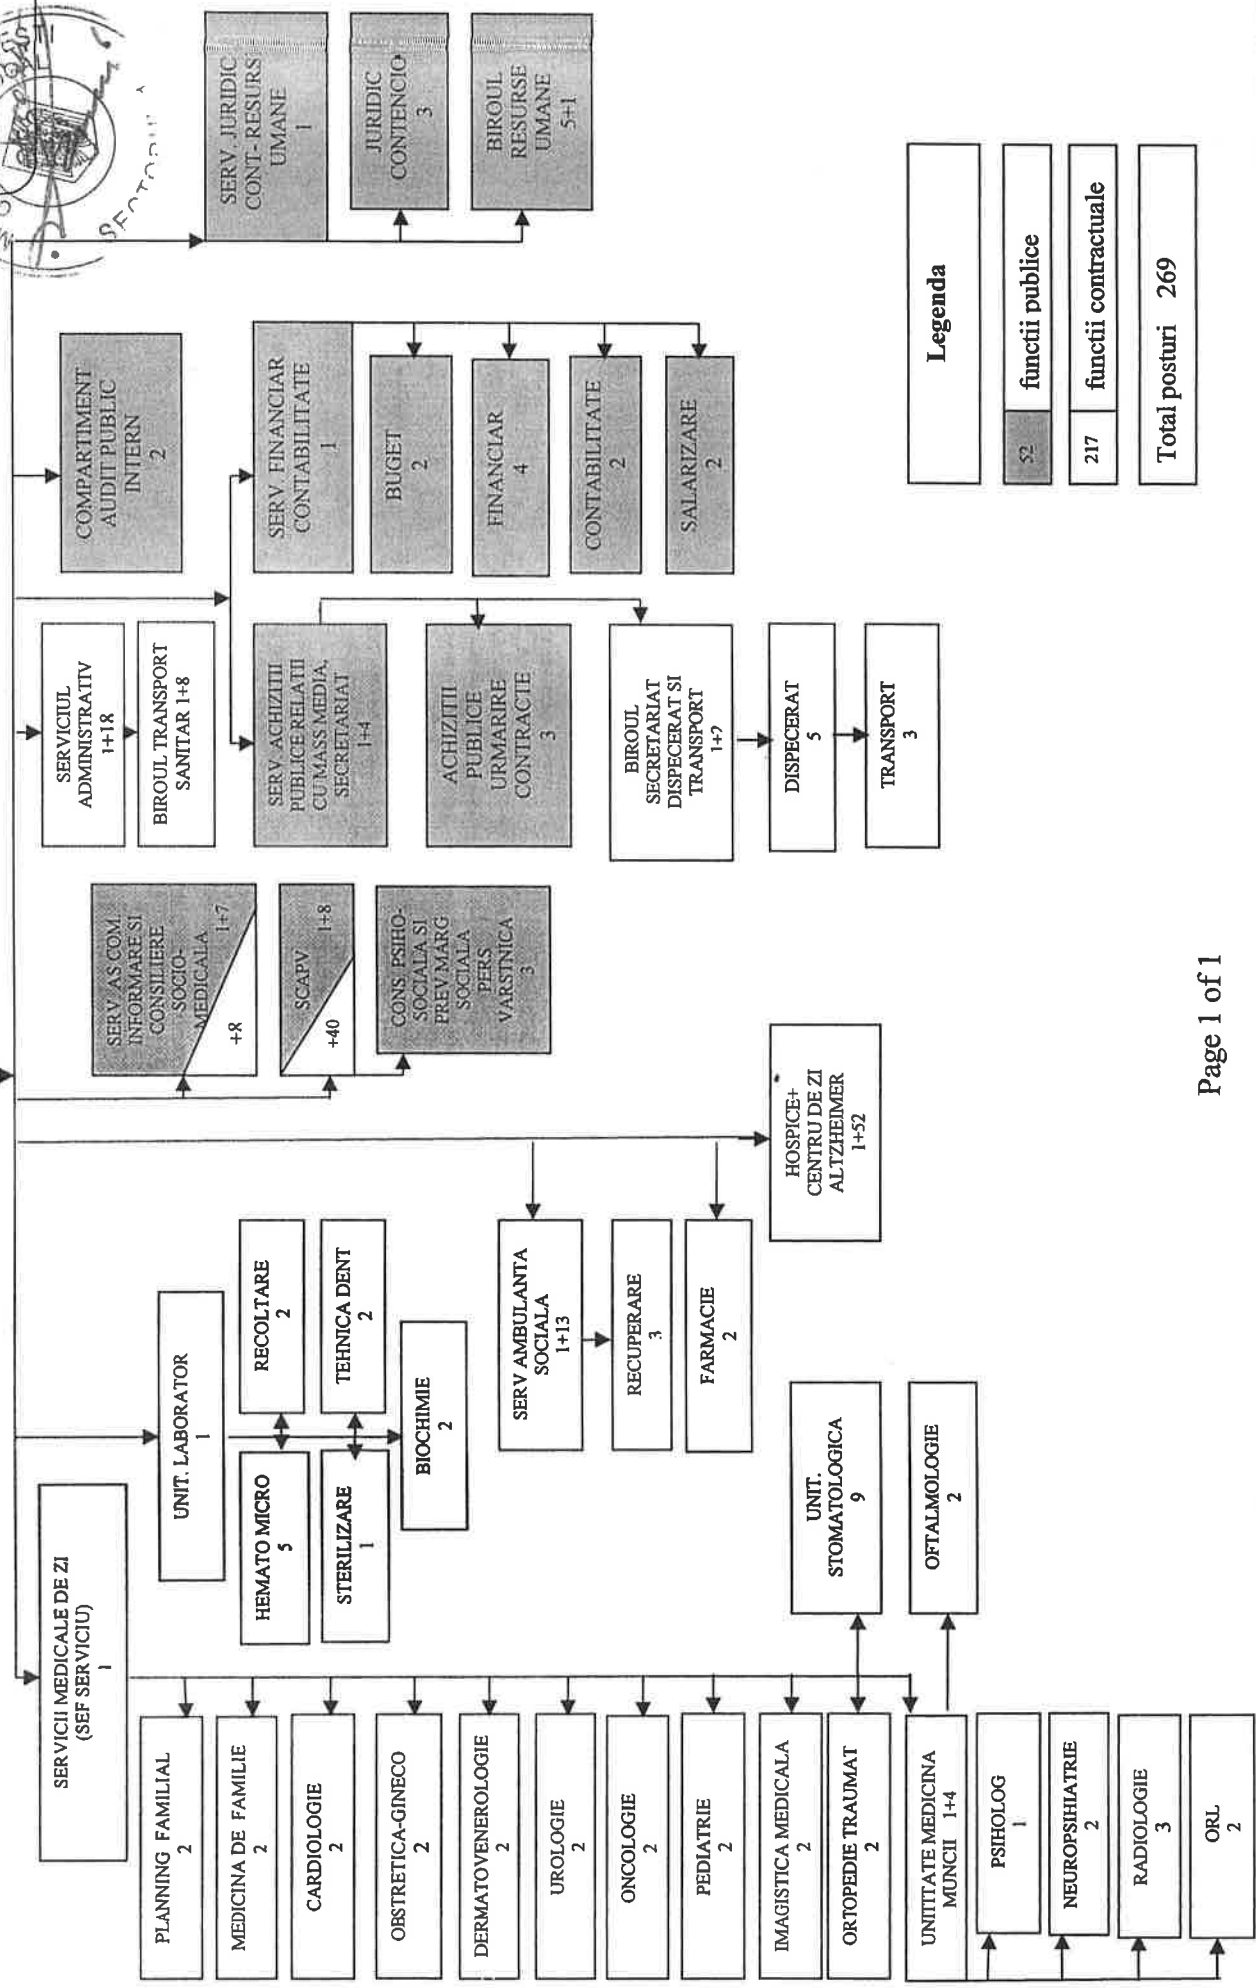 SERVICII MEDICALE DE ZI
(SEF SERVICIU)
1
PLANNING FAMILIAL
2
MEDICINA DE FAMILIE
2
CARDIOLOGIE
2
OBSTRETICA-GINECO
2
DERMATOVENEROLOGIE
2
UROLOGIE
2
ONCOLOGIE
2
PEDIATRIE
2
IMAGISTICA MEDICALA
2
ORTOPEDIE TRAUMAT
2
UNITITATE MEDICINA
MUNCII 1+4
PSIHOLOG
1
NEUROPSIHIATRIE
2
RADIOLOGIE
3
ORL
2
UNIT.
STOMATOLOGICA
9
OFTALMOLOGIE
2
UNIT. LABORATOR
1
HEMATO MICRO
5
RECOLTARE
2
STERILIZARE
1
TEHNICA DENT
2
BIOCHIMIE
2
SERV AMBULANTA
SOCIALA
1+13
RECUPERARE
3
FARMACIE
2
HOSPICE+
CENTRU DE ZI
ALTZHEIMER
1+52
SERV AS COM.
INFORMARE SI
CONSILIERE
SOCIO-
MEDICALA 1+7
+8
SCAPV 1+8
+40
CONS. PSIHO-
SOCIALA SI
PREV MARG
SOCIALA
PERS
VARSTNICA
3
SERVICIUL
ADMINISTRATIV
1+18
BIROUL TRANSPORT
SANITAR 1+8
SERV ACHIZITII
PUBLICE RELATII
CU MASS MEDIA,
SECRETARIAT
1+4
ACHIZITII
PUBLICE
URMARIRE
CONTRACTE
3
BIROUL
SECRETARIAT
DISPECERAT SI
TRANSPORT
1+2
DISPECERAT
5
TRANSPORT
3
COMPARTIMENT
AUDIT PUBLIC
INTERN
2
SERV FINANCIAR
CONTABILITATE
1
BUGET
2
FINANCIAR
4
CONTABILITATE
2
SALARIZARE
2
SERV. JURIDIC
CONT- RESURS
UMANE
1
JURIDIC
CONTENCIO
3
BIROUL
RESURSE
UMANE
5+1
Legenda
52 functii publice
217 functii contractuale
Total posturi 269
Page 1 of 1